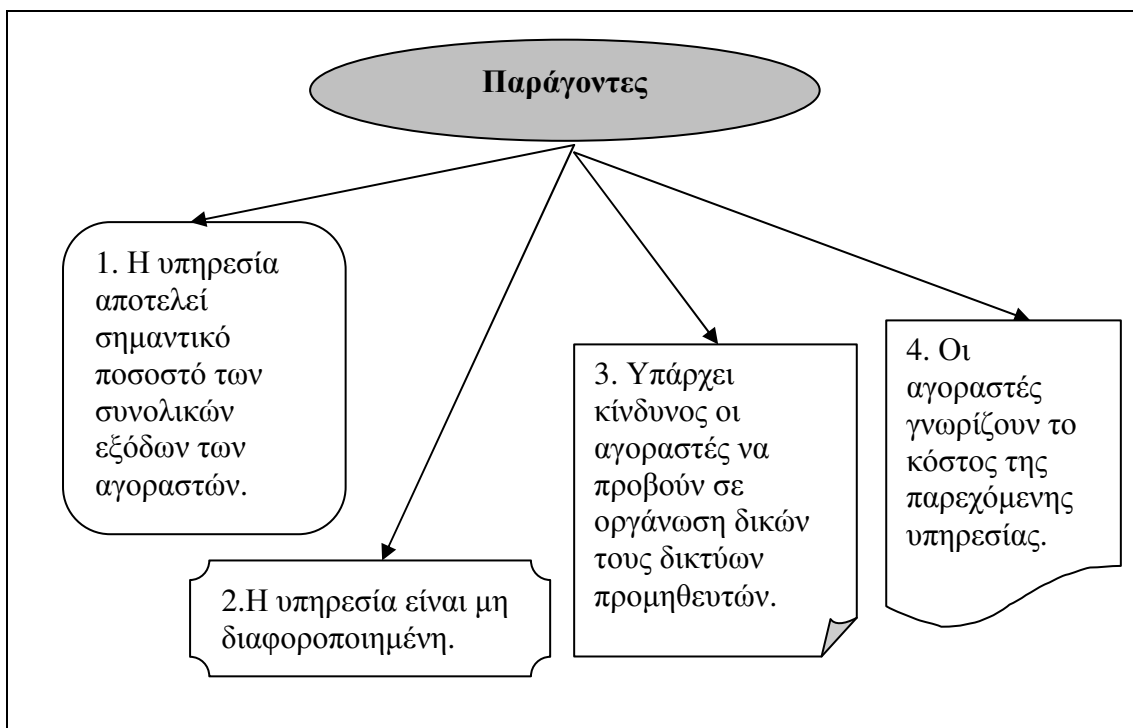 Παράγοντες
1. Η υπηρεσία
αποτελεί
σημαντικό
ποσοστό των
συνολικών
εξόδων των
αγοραστών.
2.Η υπηρεσία είναι μη
διαφοροποιημένη.
3. Υπάρχει
κίνδυνος οι
αγοραστές να
προβούν σε
οργάνωση δικών
τους δικτύων
προμηθευτών.
4. Οι
αγοραστές
γνωρίζουν το
κόστος της
παρεχόμενης
υπηρεσίας.